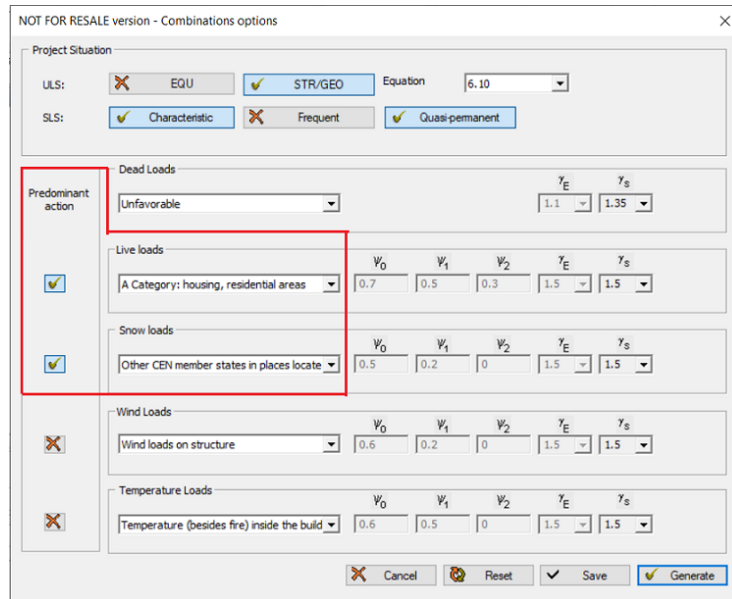 NOT FOR RESALE version - Combinations options
Project Situation
ULS: EQU STR/GEO Equation 6.10
SLS: Characteristic Frequent Quasi-permanent
Predominant
action
Dead Loads
γE γS
Unfavorable 1.1 1.35
Live loads
Ψ0 Ψ1 Ψ2 γE γS
A Category: housing, residential areas 0.7 0.5 0.3 1.5 1.5
Snow loads
Ψ0 Ψ1 Ψ2 γE γS
Other CEN member states in places locate 0.5 0.2 0 1.5 1.5
Wind Loads
Ψ0 Ψ1 Ψ2 γE γS
Wind loads on structure 0.6 0.2 0 1.5 1.5
Temperature Loads
Ψ0 Ψ1 Ψ2 γE γS
Temperature (besides fire) inside the build 0.6 0.5 0 1.5 1.5
Cancel Reset Save Generate